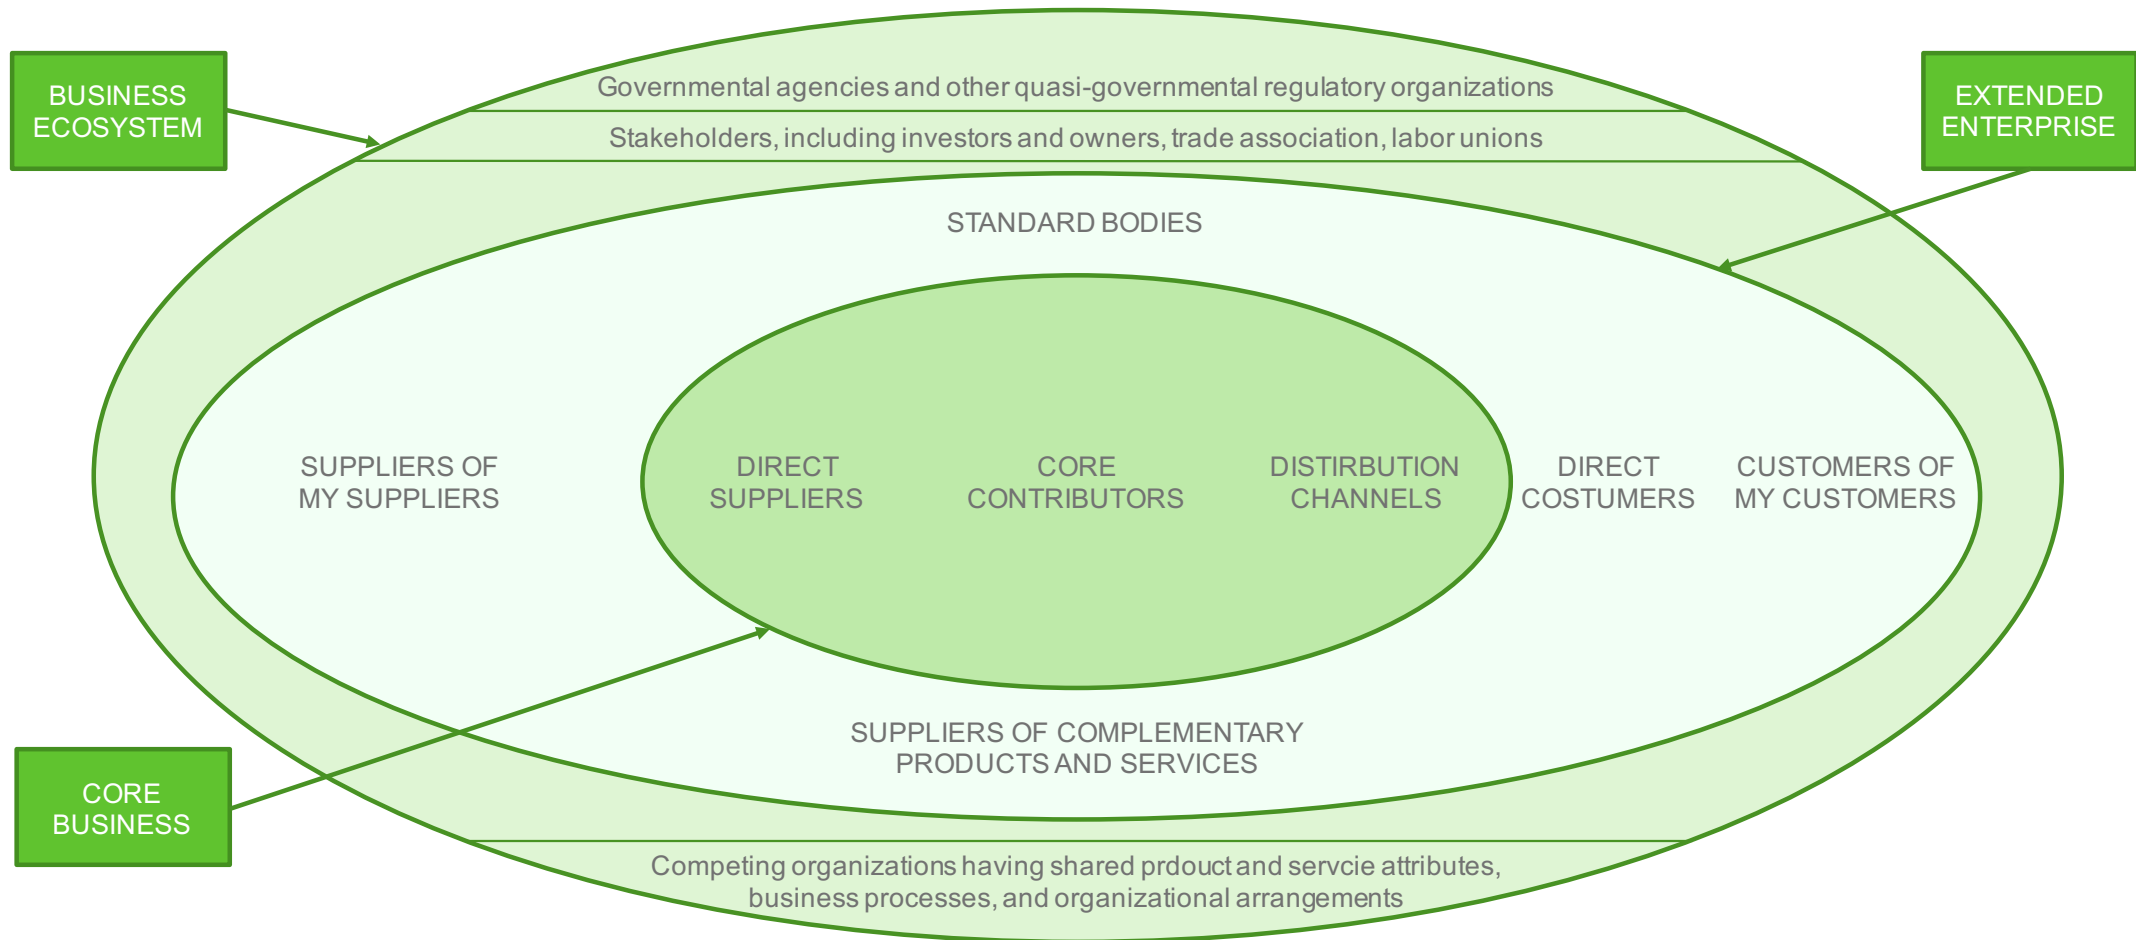 Governmental agencies and other quasi-governmental regulatory organizations
BUSINESS
ECOSYSTEM
EXTENDED
ENTERPRISE
Stakeholders, including investors and owners, trade association, labor unions
STANDARD BODIES
SUPPLIERS OF
MY SUPPLIERS
DIRECT
SUPPLIERS
CORE
CONTRIBUTORS
DISTIRBUTION
CHANNELS
DIRECT
COSTUMERS
CUSTOMERS OF
MY CUSTOMERS
SUPPLIERS OF COMPLEMENTARY
PRODUCTS AND SERVICES
CORE
BUSINESS
Competing organizations having shared prdouct and servcie attributes,
business processes, and organizational arrangements